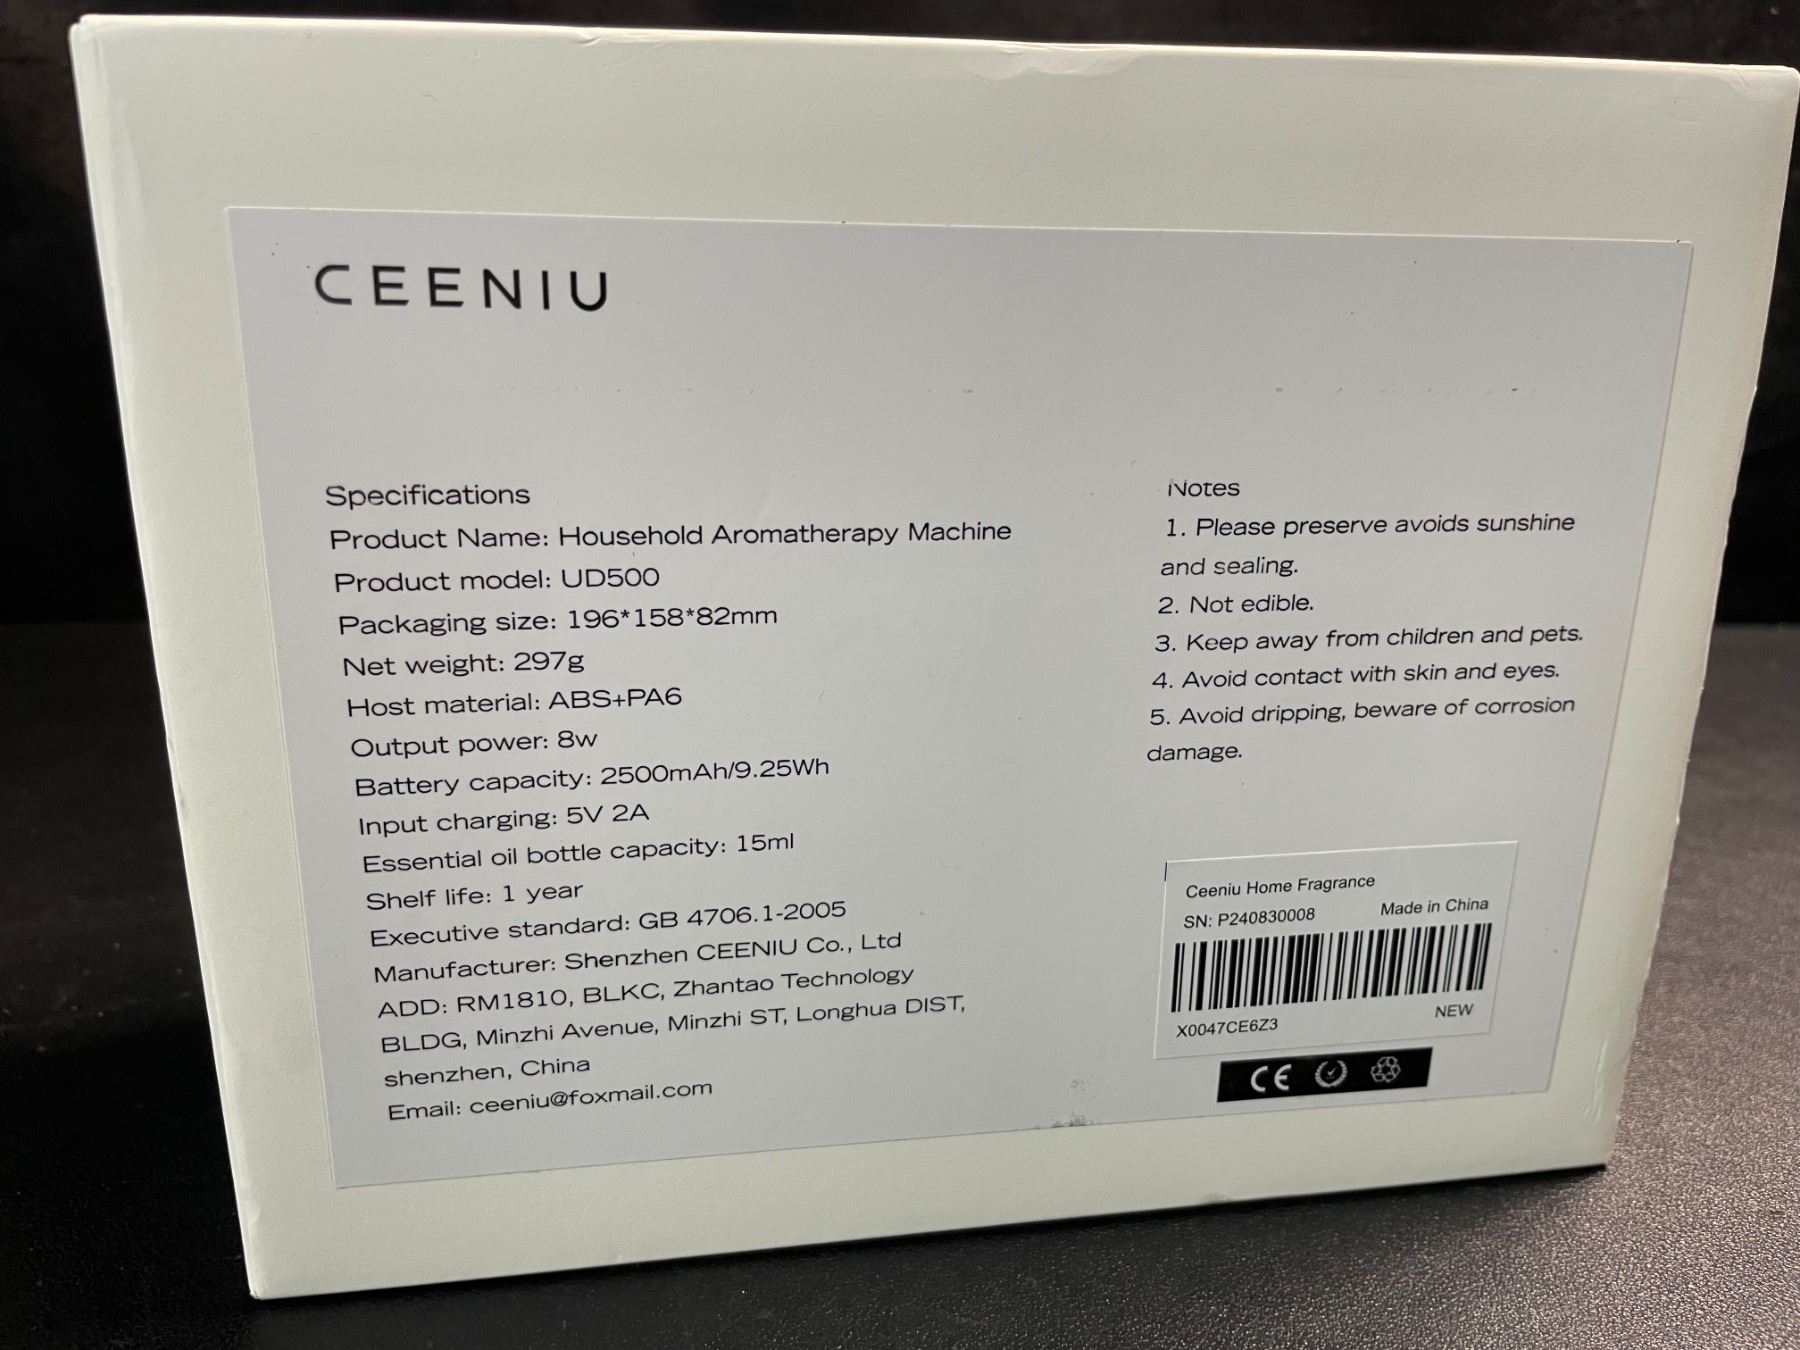 CEENIU
Specifications
Product Name: Household Aromatherapy Machine
Product model: UD500
Packaging size: 196*158*82mm
Net weight: 297g
Host material: ABS+PA6
Output power: 8w
Battery capacity: 2500mAh/9.25Wh
Input charging: 5V 2A
Essential oil bottle capacity: 15ml
Shelf life: 1 year
Executive standard: GB 4706.1-2005
Manufacturer: Shenzhen CEENIU Co., Ltd
ADD: RM1810, BLKC, Zhantao Technology
BLDG, Minzhi Avenue, Minzhi ST, Longhua DIST,
shenzhen, China
Email: ceeniu@foxmail.com
Notes
1. Please preserve avoids sunshine
and sealing.
2. Not edible.
3. Keep away from children and pets.
4. Avoid contact with skin and eyes.
5. Avoid dripping, beware of corrosion
damage.
Ceeniu Home Fragrance
SN: P240830008 Made in China
X0047CE6Z3 NEW
CE